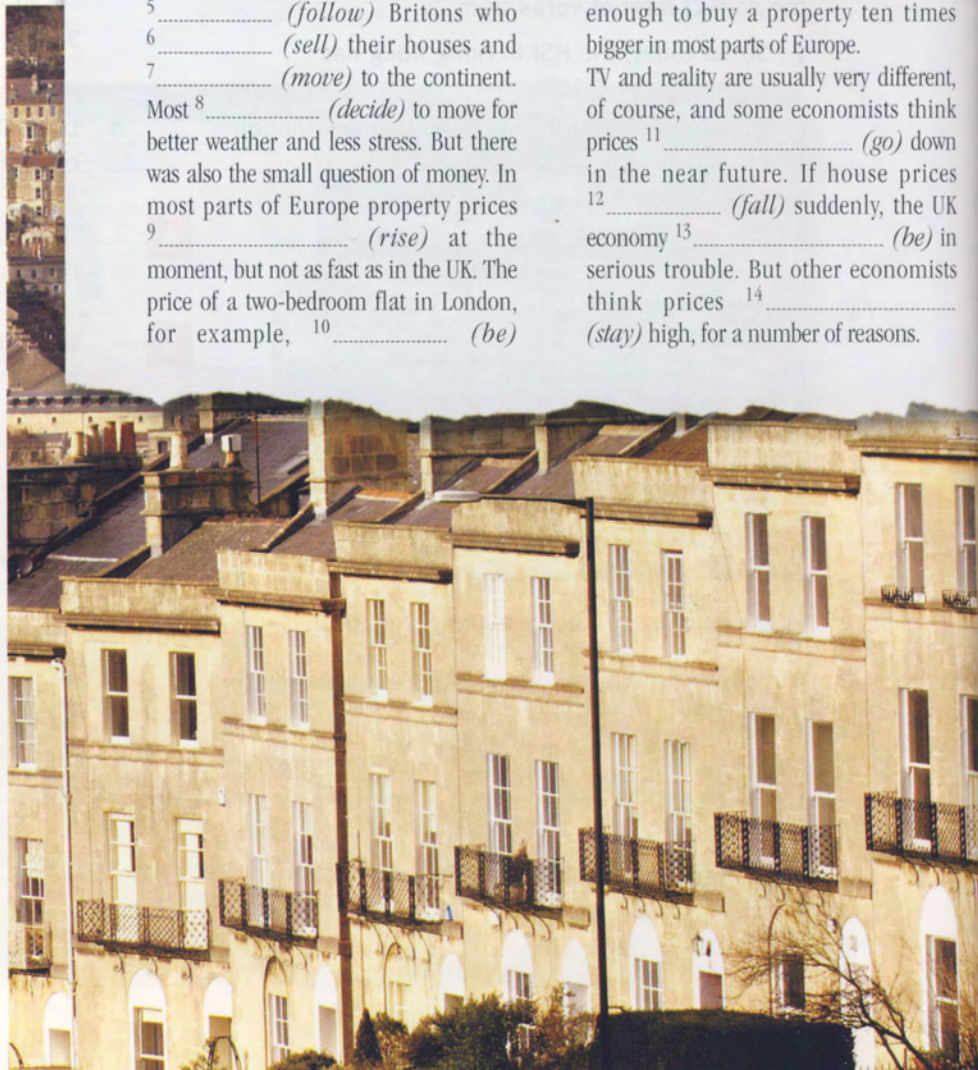 5 .................... (follow) Britons who
6 .................... (sell) their houses and
7 .................... (move) to the continent.
Most 8 .................... (decide) to move for
better weather and less stress. But there
was also the small question of money. In
most parts of Europe property prices
9 .................... (rise) at the
moment, but not as fast as in the UK. The
price of a two-bedroom flat in London,
for example, 10 .................... (be)
enough to buy a property ten times
bigger in most parts of Europe.
TV and reality are usually very different,
of course, and some economists think
prices 11 .................... (go) down
in the near future. If house prices
12 .................... (fall) suddenly, the UK
economy 13 .................... (be) in
serious trouble. But other economists
think prices 14 ....................
(stay) high, for a number of reasons.